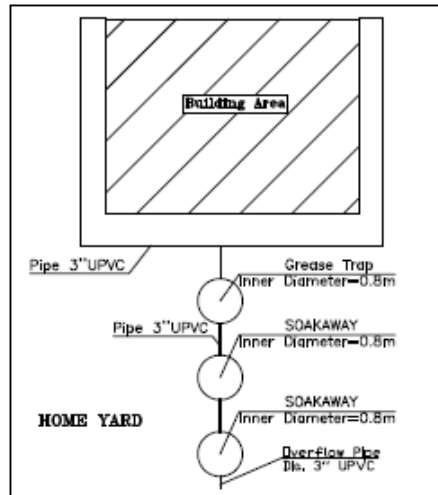 Building Area
Pipe 3"UPVC
Grease Trap
Inner Diameter=0.8m
Pipe 3"UPVC
SOAKAWAY
Inner Diameter=0.8m
HOME YARD
SOAKAWAY
Inner Diameter=0.8m
Overflow Pipe
Dia. 3" UPVC